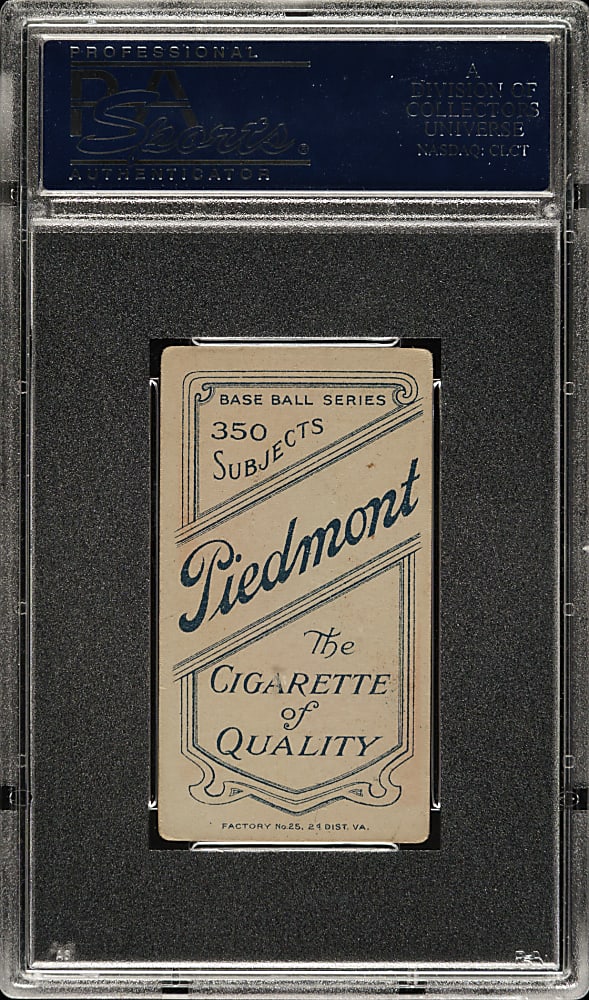 PROFESSIONAL
PSA
Sports®
AUTHENTICATOR
A
DIVISION OF
COLLECTORS
UNIVERSE
NASDAQ: CLCT
BASE BALL SERIES
350
SUBJECTS
Piedmont
The
CIGARETTE
of
QUALITY
FACTORY No. 25, 2d DIST. VA.
PSA